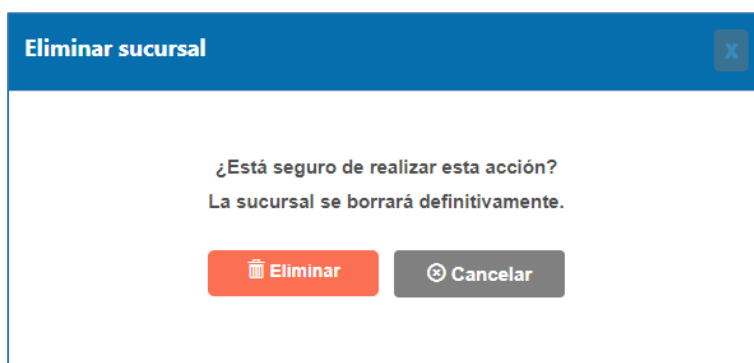 Eliminar sucursal
X
¿Está seguro de realizar esta acción?
La sucursal se borrará definitivamente.
Eliminar
Cancelar